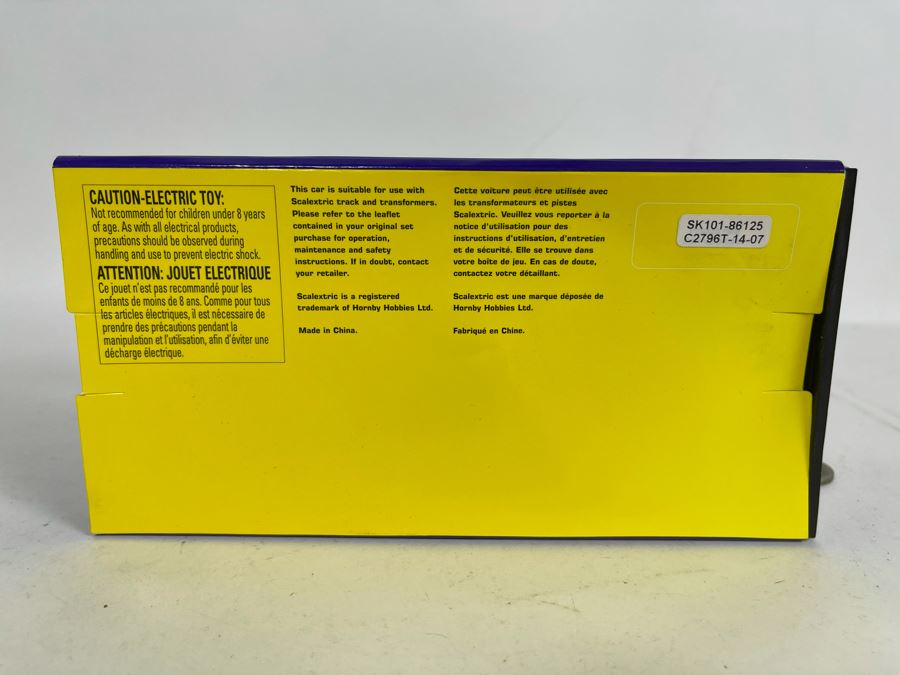 CAUTION-ELECTRIC TOY:
Not recommended for children under 8 years
of age. As with all electrical products,
precautions should be observed during
handling and use to prevent electric shock.
ATTENTION: JOUET ELECTRIQUE
Ce jouet n'est pas recommandé pour les
enfants de moins de 8 ans. Comme pour tous
les articles électriques, il est nécessaire de
prendre des précautions pendant la
manipulation et l'utilisation, afin d'éviter une
décharge électrique.
This car is suitable for use with
Scalextric track and transformers.
Please refer to the leaflet
contained in your original set
purchase for operation,
maintenance and safety
instructions. If in doubt, contact
your retailer.
Scalextric is a registered
trademark of Hornby Hobbies Ltd.
Made in China.
Cette voiture peut être utilisée avec
les transformateurs et pistes
Scalextric. Veuillez vous reporter à la
notice d'utilisation pour des
instructions d'utilisation, d'entretien
et de sécurité. Elle se trouve dans
votre boîte de jeu. En cas de doute,
contactez votre détaillant.
Scalextric est une marque déposée de
Hornby Hobbies Ltd.
Fabriqué en Chine.
SK101-86125
C2796T-14-07